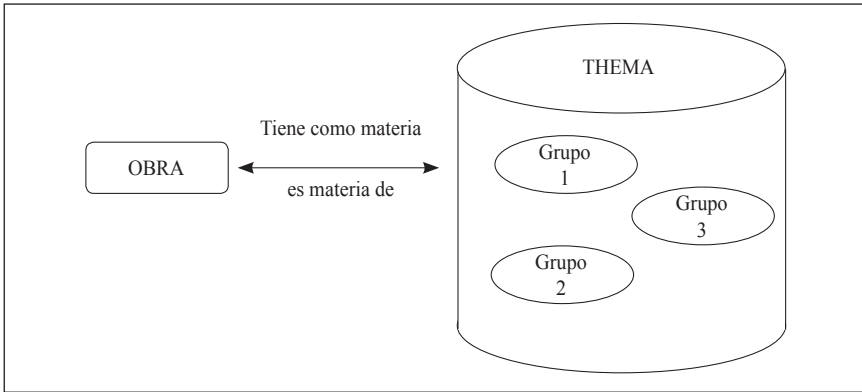 THEMA
Tiene como materia
OBRA
es materia de
Grupo
1
Grupo
3
Grupo
2